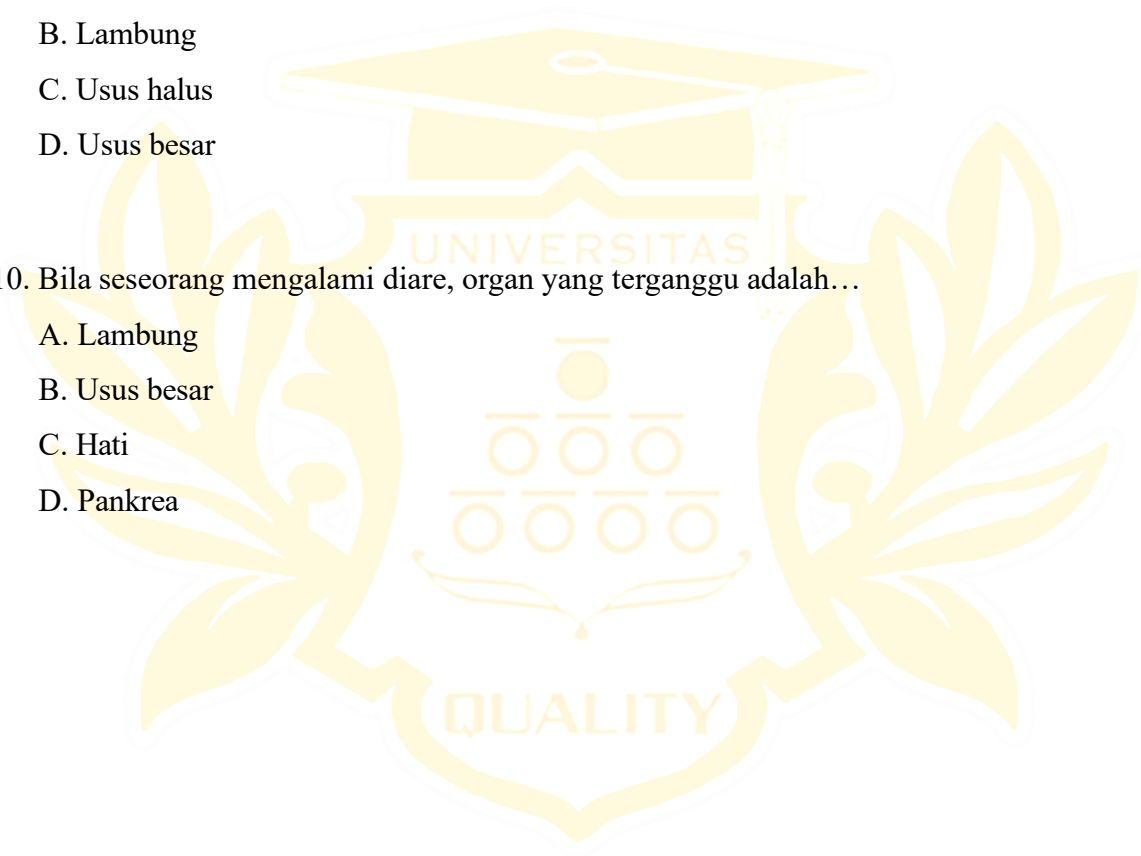 B. Lambung
C. Usus halus
D. Usus besar
UNIVERSITAS
10. Bila seseorang mengalami diare, organ yang terganggu adalah…
A. Lambung
B. Usus besar
C. Hati
D. Pankrea
QUALITY